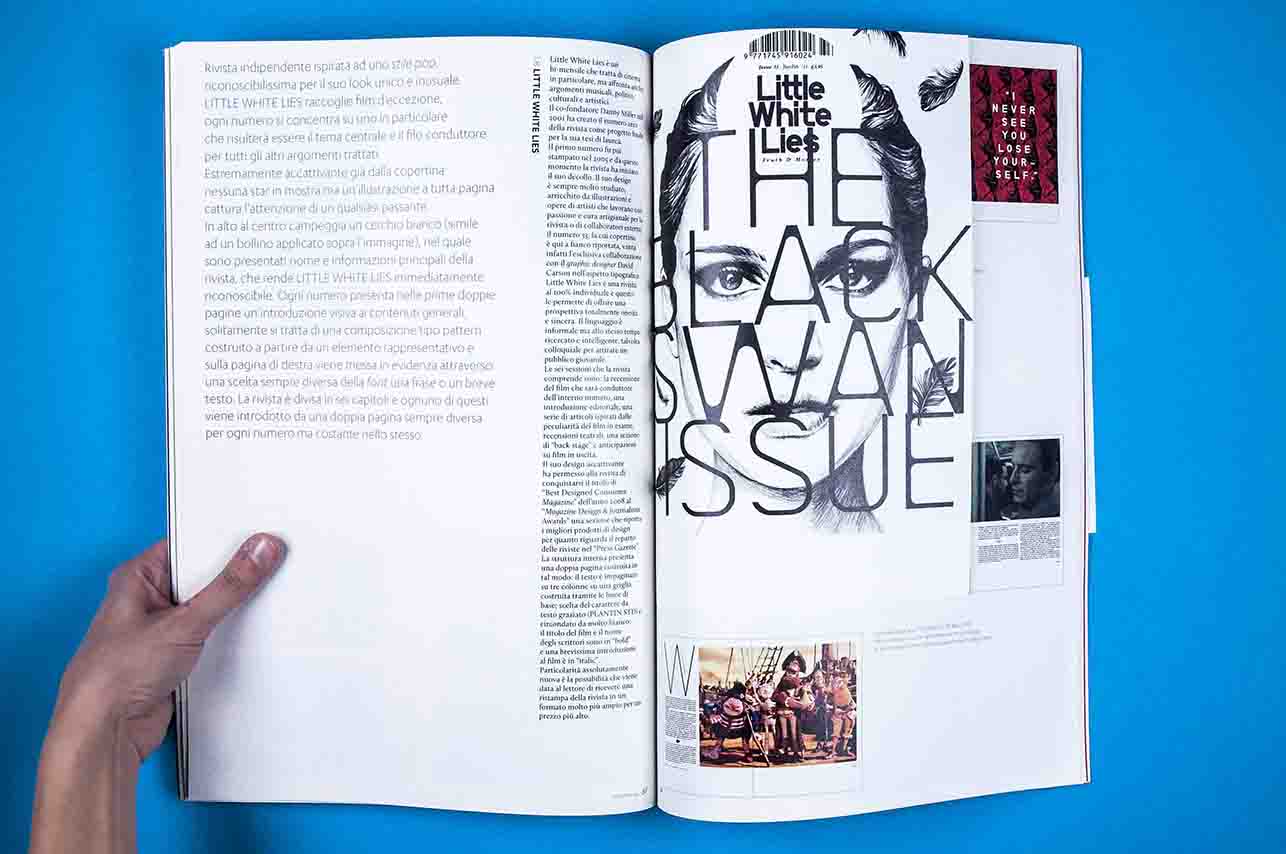 Rivista indipendente ispirata ad uno stile pop,
riconoscibilissima per il suo look unico e inusuale.
LITTLE WHITE LIES raccoglie film d'eccezione,
ogni numero si concentra su uno in particolare
che risulterà essere il tema centrale e il filo conduttore
per tutti gli altri argomenti trattati.
Estremamente accattivante già dalla copertina:
nessuna star in mostra ma un'illustrazione a tutta pagina
cattura l'attenzione di un qualsiasi passante.
In alto al centro campeggia un cerchio bianco (simile
ad un bollino applicato sopra l'immagine), nel quale
sono presentati nome e informazioni principali della
rivista, che rende LITTLE WHITE LIES immediatamente
riconoscibile. Ogni numero presenta nelle prime doppie
pagine un'introduzione visiva ai contenuti generali,
solitamente si tratta di una composizione tipo pattern
costruito a partire da un elemento rappresentativo e
sulla pagina di destra viene messa in evidenza attraverso
una scelta sempre diversa della font una frase o un breve
testo. La rivista è divisa in sei capitoli e ognuno di questi
viene introdotto da una doppia pagina sempre diversa
per ogni numero ma costante nello stesso.
LITTLE WHITE LIES
Little White Lies è un
bi-mensile che tratta di cinema
in particolare, ma affronta anche
argomenti musicali, politici,
culturali e artistici.
Il co-fondatore Danny Miller nel
ha creato il numero zero
della rivista come progetto finale
per la sua tesi di laurea.
Il primo numero fu poi
stampato nel 2005 e da questo
momento la rivista ha iniziato
il suo decollo. Il suo design
è sempre molto studiato,
arricchito da illustrazioni e
opere di artisti che lavorano con
passione e cura artigianale per la
rivista o di collaboratori esterni.
Il numero 33, la cui copertina
è qui a fianco riportata, vanta
infatti l'esclusiva collaborazione
con il graphic designer David
Carson nell'aspetto tipografico.
Little White Lies è una rivista
al 100% individuale e questo
le permette di offrire una
prospettiva totalmente onesta
e sincera. Il linguaggio è
informale ma allo stesso tempo
ricercato e intelligente, talvolta
colloquiale per attirare un
pubblico giovanile.
Le sei sessioni che la rivista
comprende sono: la recensione
del film che sarà conduttore
dell'interno numero, una
introduzione editoriale, una
serie di articoli ispirati dalle
peculiarità del film in esame,
recensioni teatrali, una sezione
di "back stage" e anticipazioni
su film in uscita.
Il suo design accattivante
ha permesso alla rivista di
conquistarsi il titolo di
"Best Designed Consumer
Magazine" dell'anno 2008 al
"Magazine Design & Journalism
Awards" una sezione che riporta
i migliori prodotti di design
per quanto riguarda il reparto
delle riviste nel "Press Gazette".
La struttura interna presenta
una doppia pagina costruita in
tal modo: il testo è impaginato
su tre colonne su una griglia
costruita tramite le linee di
base; scelta del carattere da
testo graziato (PLANTIN STD) e
circondato da molto bianco:
il titolo del film e il nome
degli scrittori sono in "bold"
e una brevissima introduzione
al film è in "italic".
Particolarità assolutamente
nuova è la possibilità che viene
data al lettore di ricevere una
ristampa della rivista in un
formato molto più ampio per un
prezzo più alto.
9 771745 916024
Little
White
Lies
Truth & Movies
THE
BLACK
SWAN
ISSUE
"I
NEVER
SEE
YOU
LOSE
YOUR-
SELF."
W